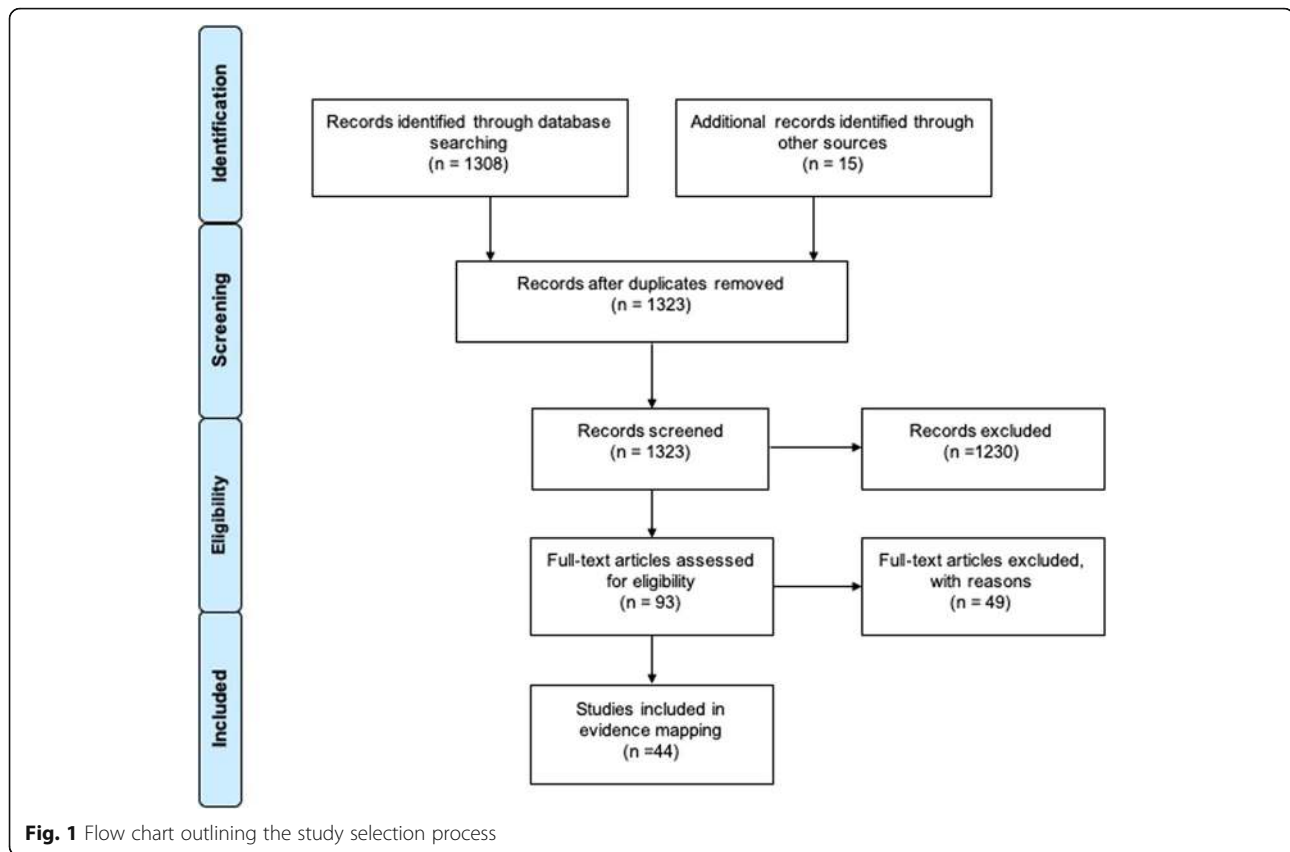 Identification
Records identified through database
searching
(n = 1308)
Additional records identified through
other sources
(n = 15)
Screening
Records after duplicates removed
(n = 1323)
Records screened
(n = 1323)
Records excluded
(n =1230)
Eligibility
Full-text articles assessed
for eligibility
(n = 93)
Full-text articles excluded,
with reasons
(n = 49)
Included
Studies included in
evidence mapping
(n =44)
Fig. 1 Flow chart outlining the study selection process